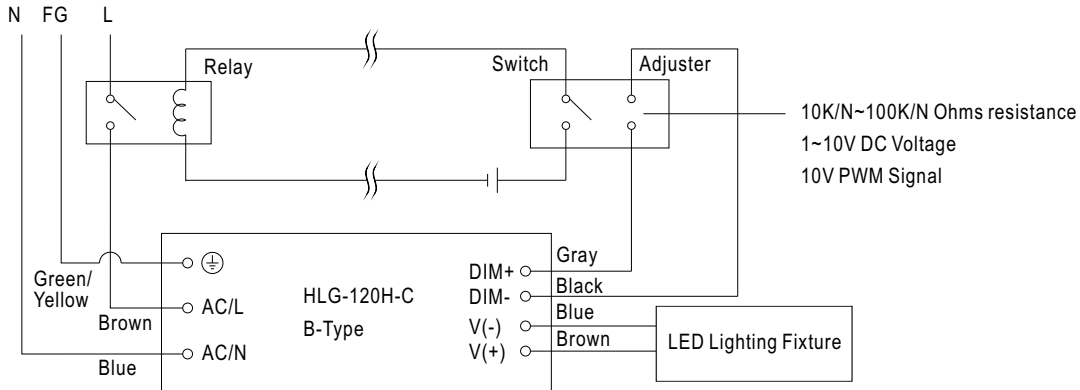 N FG L
Relay
Switch
Adjuster
10K/N~100K/N Ohms resistance
1~10V DC Voltage
10V PWM Signal
Green/
Yellow
Brown
Blue
AC/L
AC/N
HLG-120H-C
B-Type
DIM+
DIM-
V(-)
V(+)
Gray
Black
Blue
Brown
LED Lighting Fixture